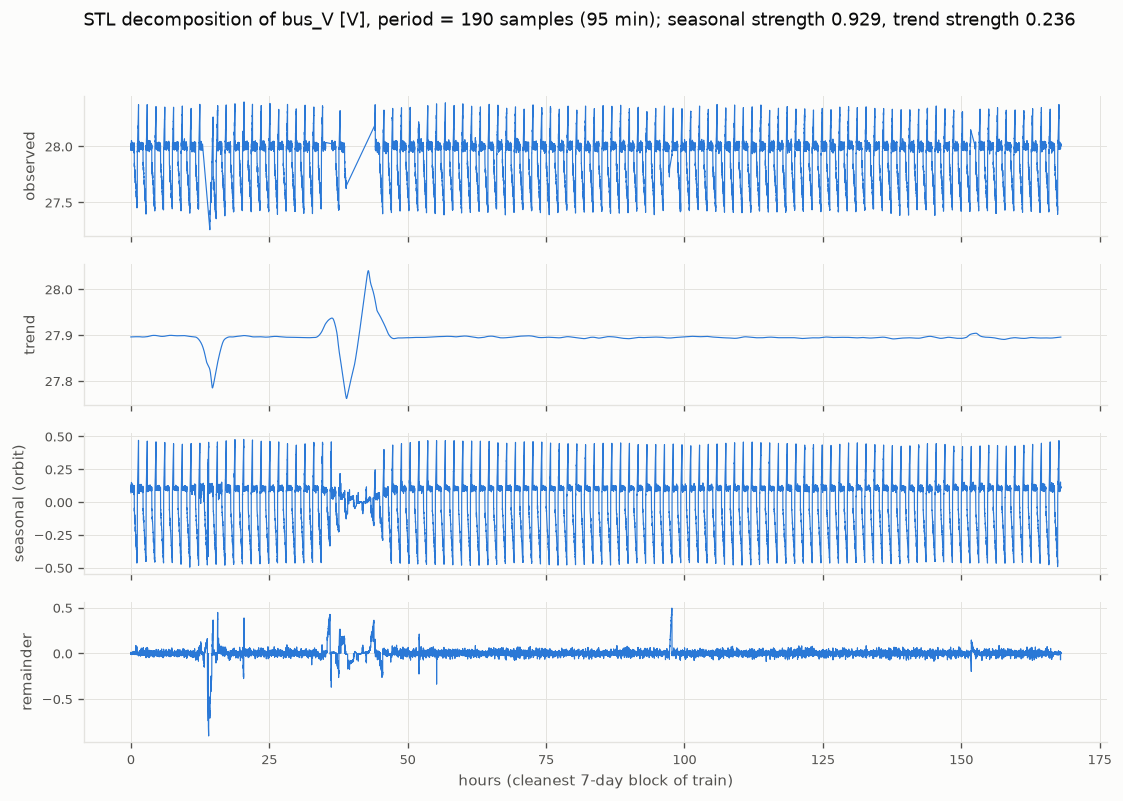 STL decomposition of bus_V [V], period = 190 samples (95 min); seasonal strength 0.929, trend strength 0.236
observed
28.0
27.5
trend
28.0
27.9
27.8
seasonal (orbit)
0.50
0.25
0.00
−0.25
−0.50
remainder
0.5
0.0
−0.5
0 25 50 75 100 125 150 175
hours (cleanest 7-day block of train)